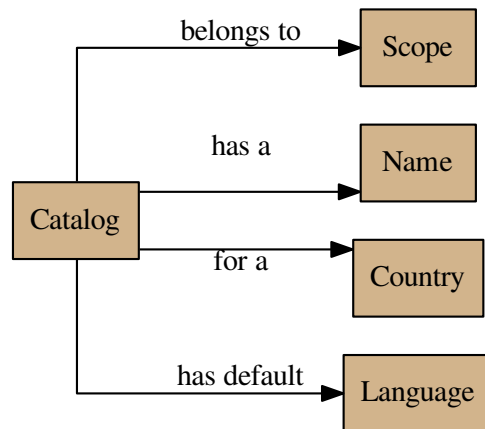 belongs to
Scope
has a
Name
Catalog
for a
Country
has default
Language